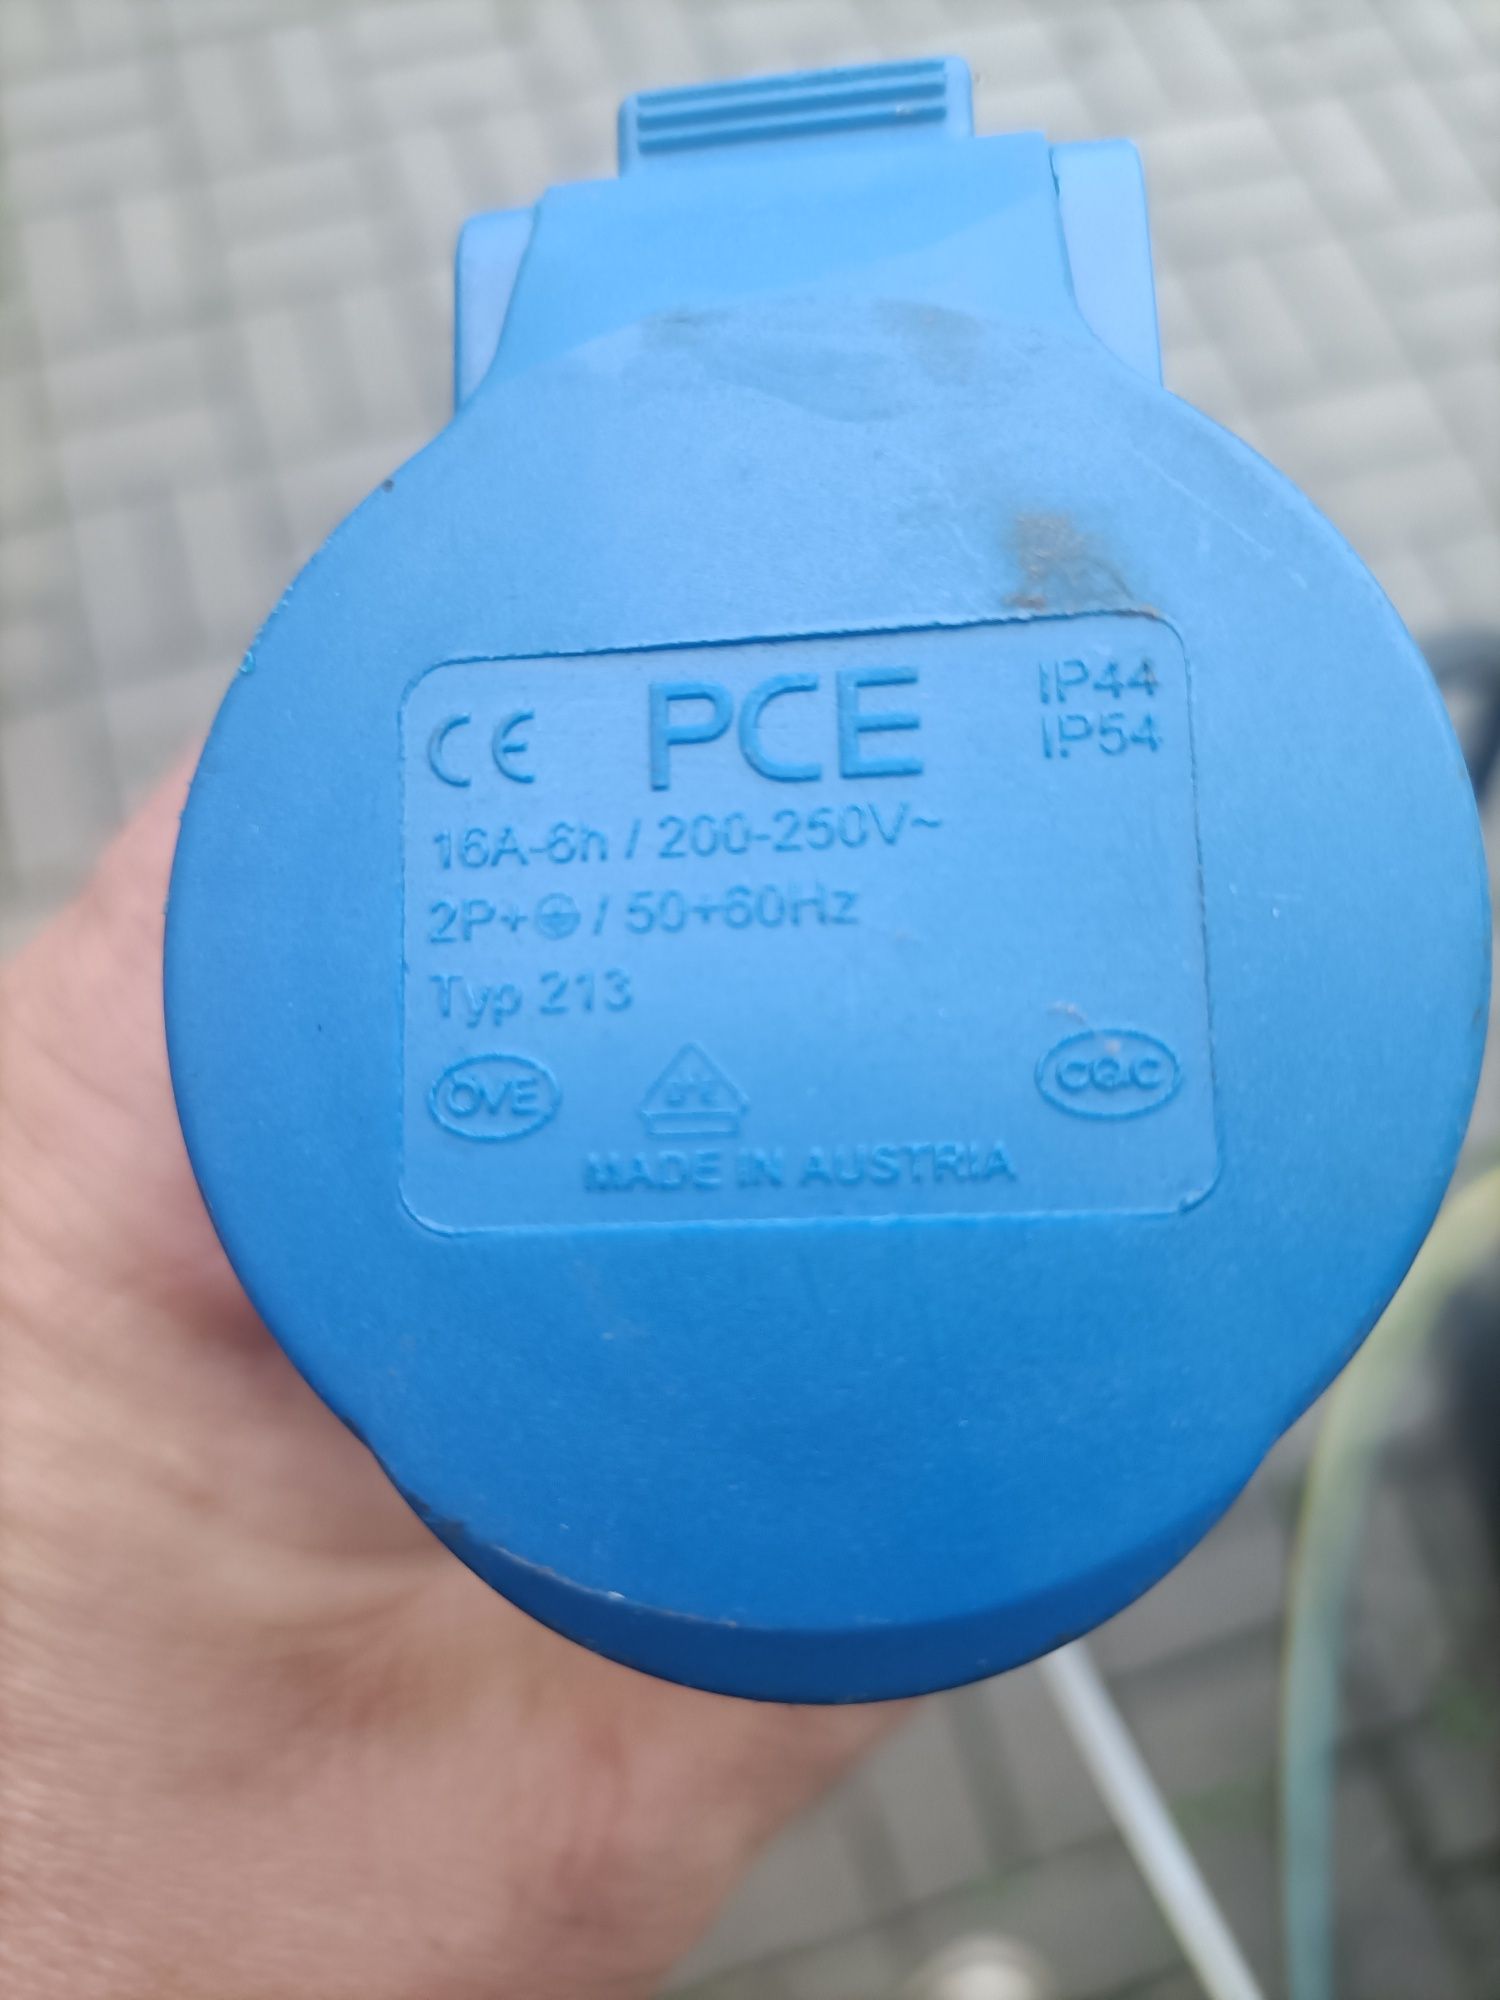 CE PCE IP44
IP54
16A-6h / 200-250V~
2P+⏚ / 50÷60Hz
Typ 213
ÖVE
MADE IN AUSTRIA